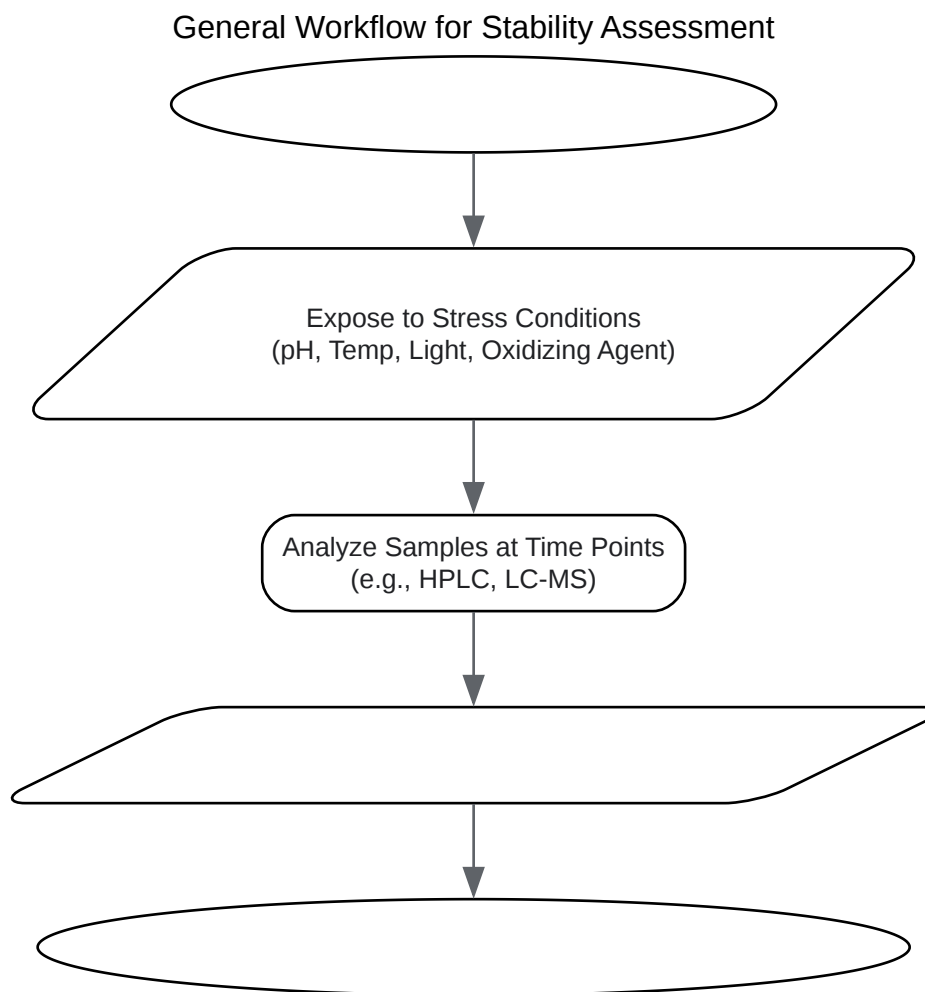 General Workflow for Stability Assessment
Expose to Stress Conditions
(pH, Temp, Light, Oxidizing Agent)
Analyze Samples at Time Points
(e.g., HPLC, LC-MS)